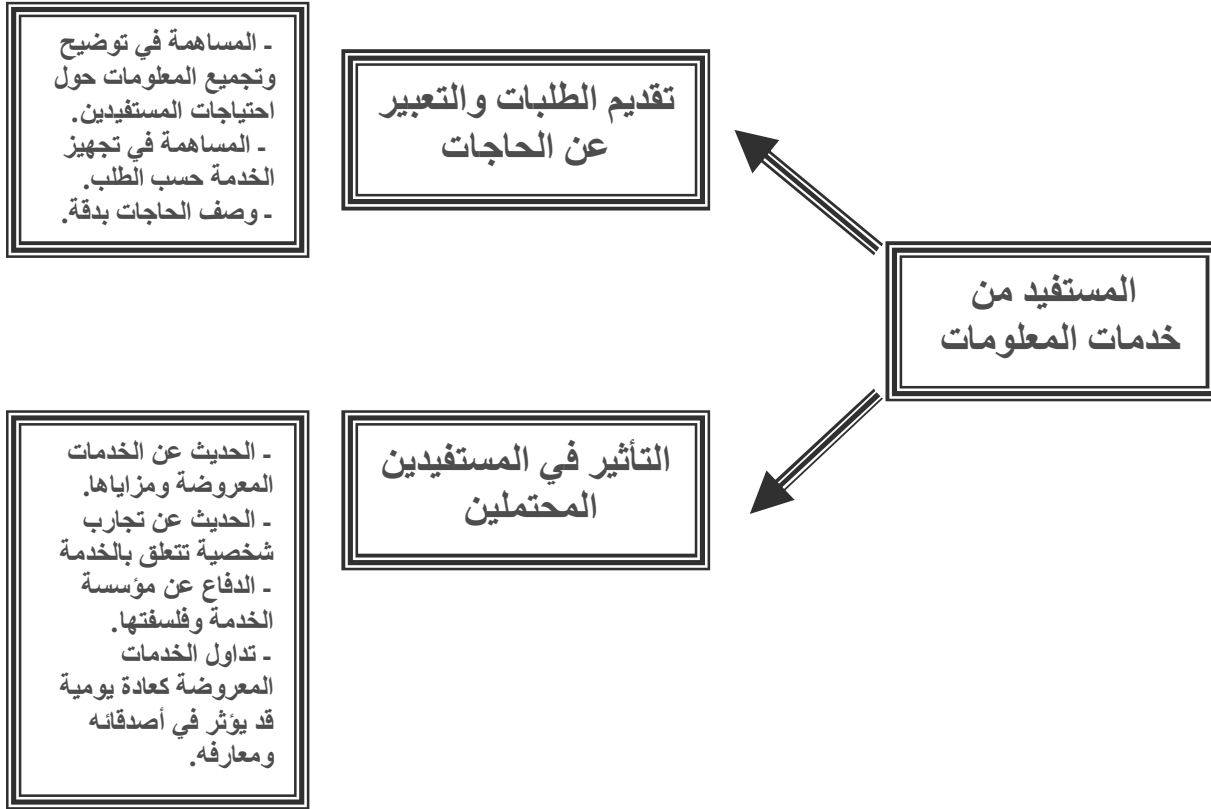 المستفيد من
خدمات المعلومات
تقديم الطلبات والتعبير
عن الحاجات
- المساهمة في توضيح
وتجميع المعلومات حول
احتياجات المستفيدين.
- المساهمة في تجهيز
الخدمة حسب الطلب.
- وصف الحاجات بدقة.
التأثير في المستفيدين
المحتملين
- الحديث عن الخدمات
المعروضة ومزاياها.
- الحديث عن تجارب
شخصية تتعلق بالخدمة
- الدفاع عن مؤسسة
الخدمة وفلسفتها.
- تداول الخدمات
المعروضة كعادة يومية
قد يؤثر في أصدقائه
ومعارفه.